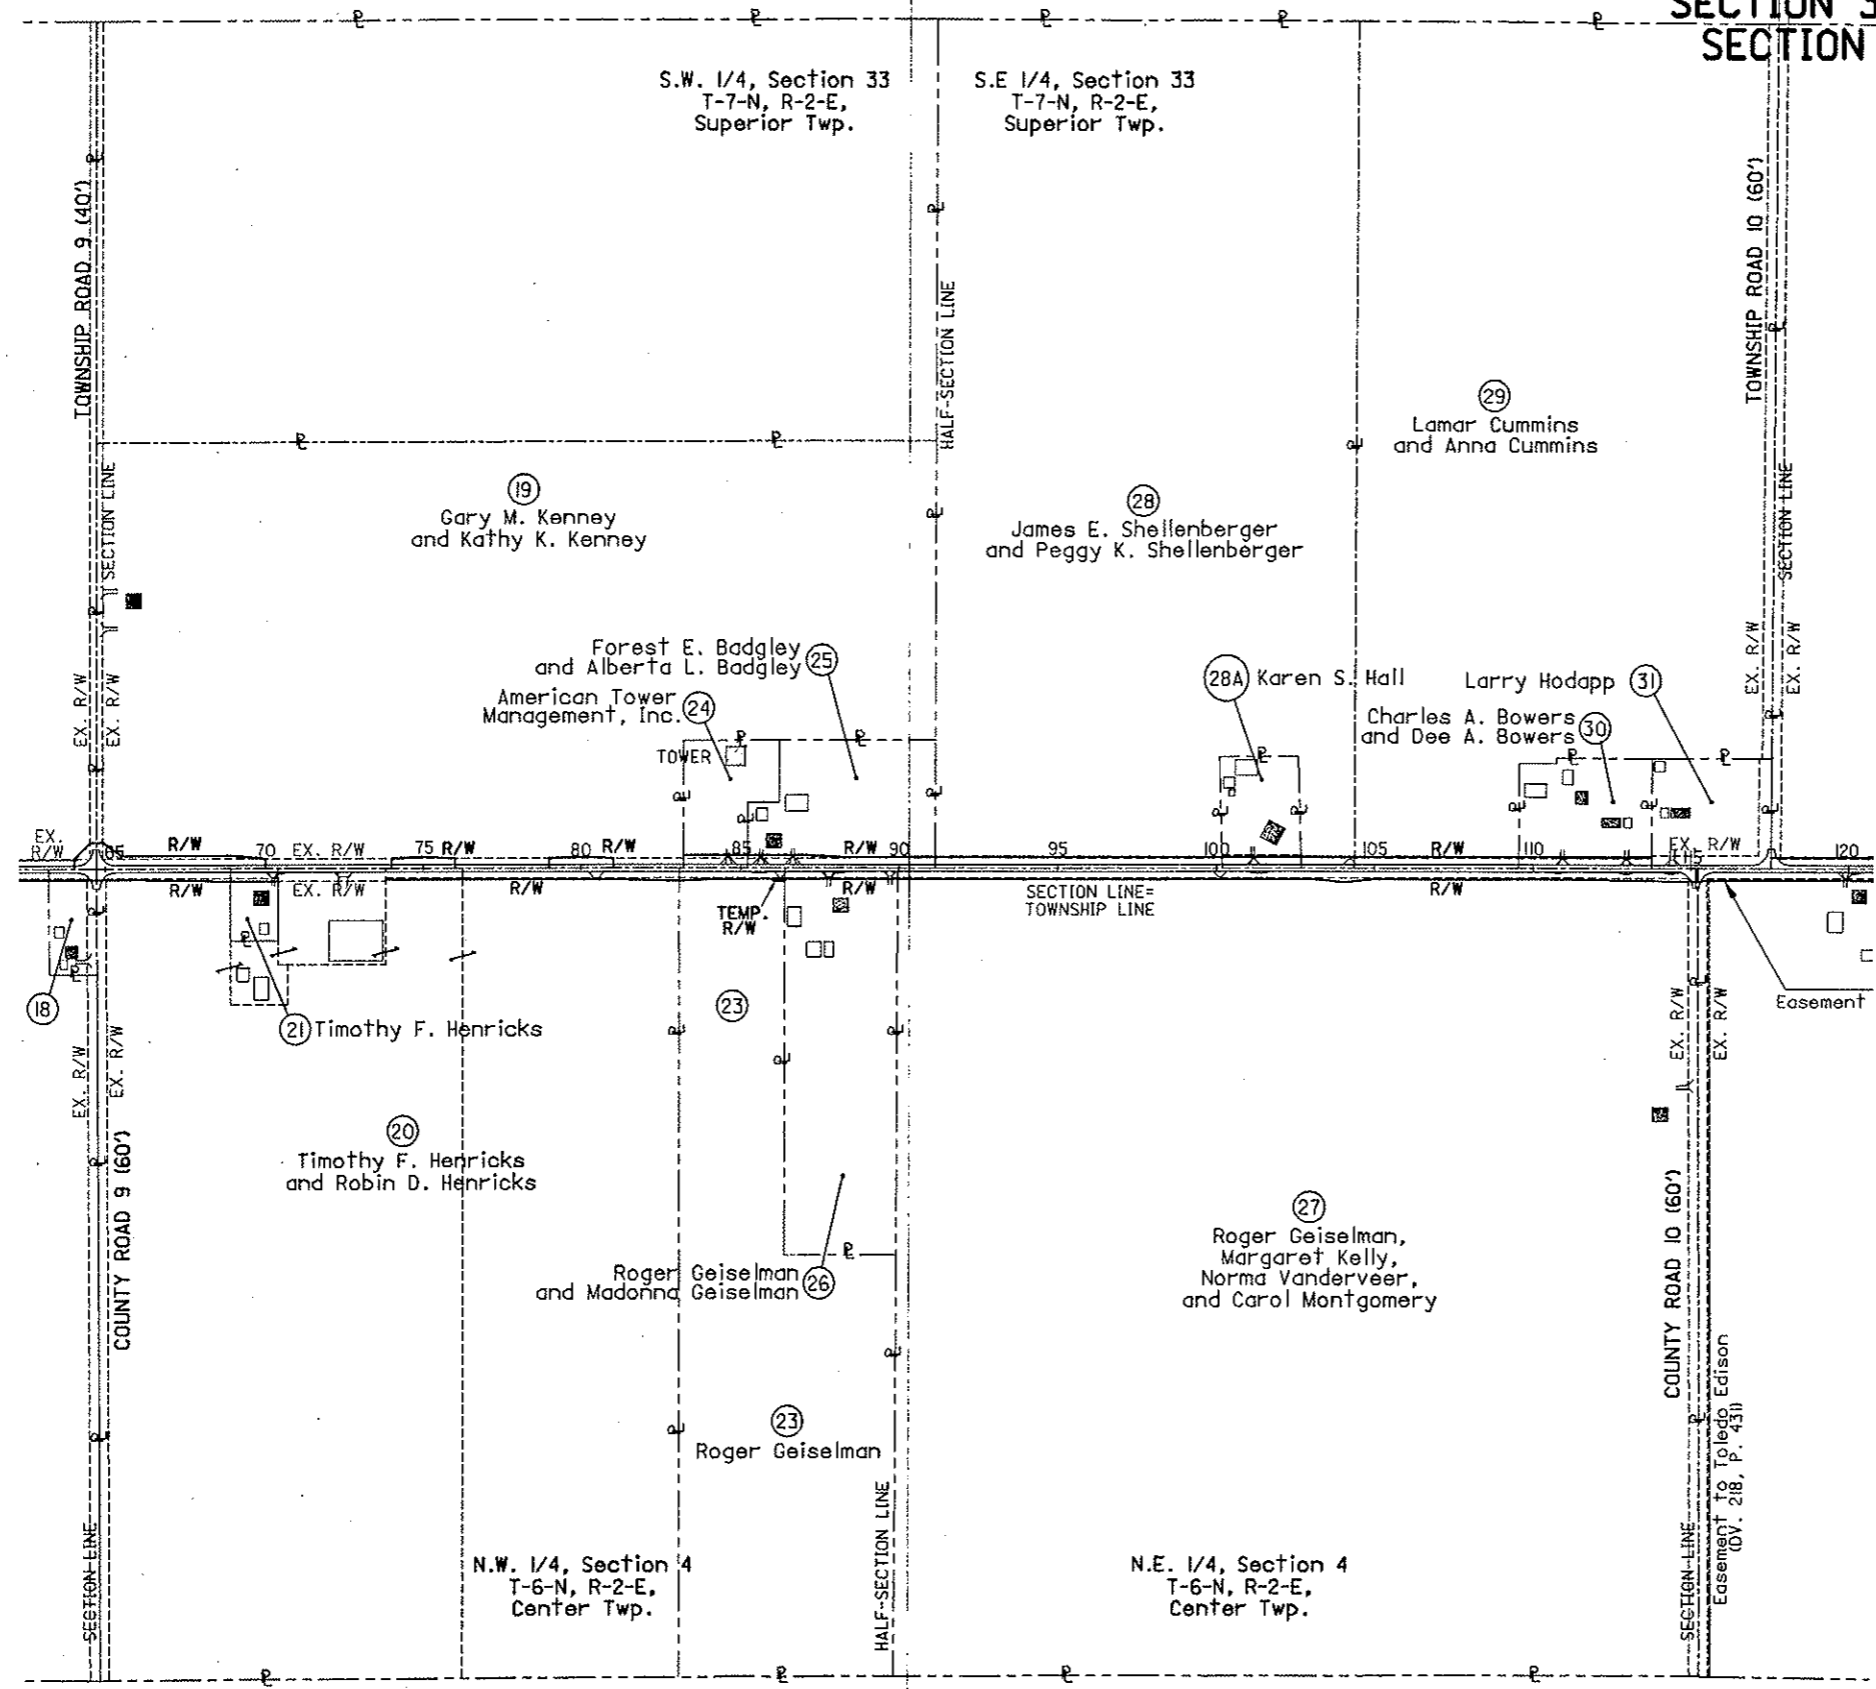 SECTION 3
SECTION
S.W. 1/4, Section 33
T-7-N, R-2-E,
Superior Twp.
S.E 1/4, Section 33
T-7-N, R-2-E,
Superior Twp.
TOWNSHIP ROAD 9 (40')
TOWNSHIP ROAD 10 (60')
HALF-SECTION LINE
SECTION LINE
SECTION LINE
29
Lamar Cummins
and Anna Cummins
19
Gary M. Kenney
and Kathy K. Kenney
28
James E. Shellenberger
and Peggy K. Shellenberger
Forest E. Badgley
and Alberta L. Badgley
25
American Tower
Management, Inc.
24
TOWER
28A Karen S. Hall
Larry Hodapp 31
Charles A. Bowers
and Dee A. Bowers
30
EX. R/W
EX. R/W
EX. R/W
EX. R/W
EX.
R/W
65
R/W
70
EX. R/W
75
R/W
80
R/W
85
R/W
90
95
100
105
R/W
110
EX. R/W
115
120
R/W
EX. R/W
R/W
TEMP.
R/W
R/W
SECTION LINE=
TOWNSHIP LINE
R/W
18
21 Timothy F. Henricks
23
Easement
EX. R/W
EX. R/W
EX. R/W
EX. R/W
20
Timothy F. Henricks
and Robin D. Henricks
COUNTY ROAD 9 (60')
COUNTY ROAD 10 (60')
27
Roger Geiselman,
Margaret Kelly,
Norma Vanderveer,
and Carol Montgomery
Roger Geiselman
and Madonna Geiselman
26
23
Roger Geiselman
Easement to Toledo Edison
(DV. 218, P. 431)
HALF-SECTION LINE
SECTION LINE
SECTION LINE
N.W. 1/4, Section 4
T-6-N, R-2-E,
Center Twp.
N.E. 1/4, Section 4
T-6-N, R-2-E,
Center Twp.